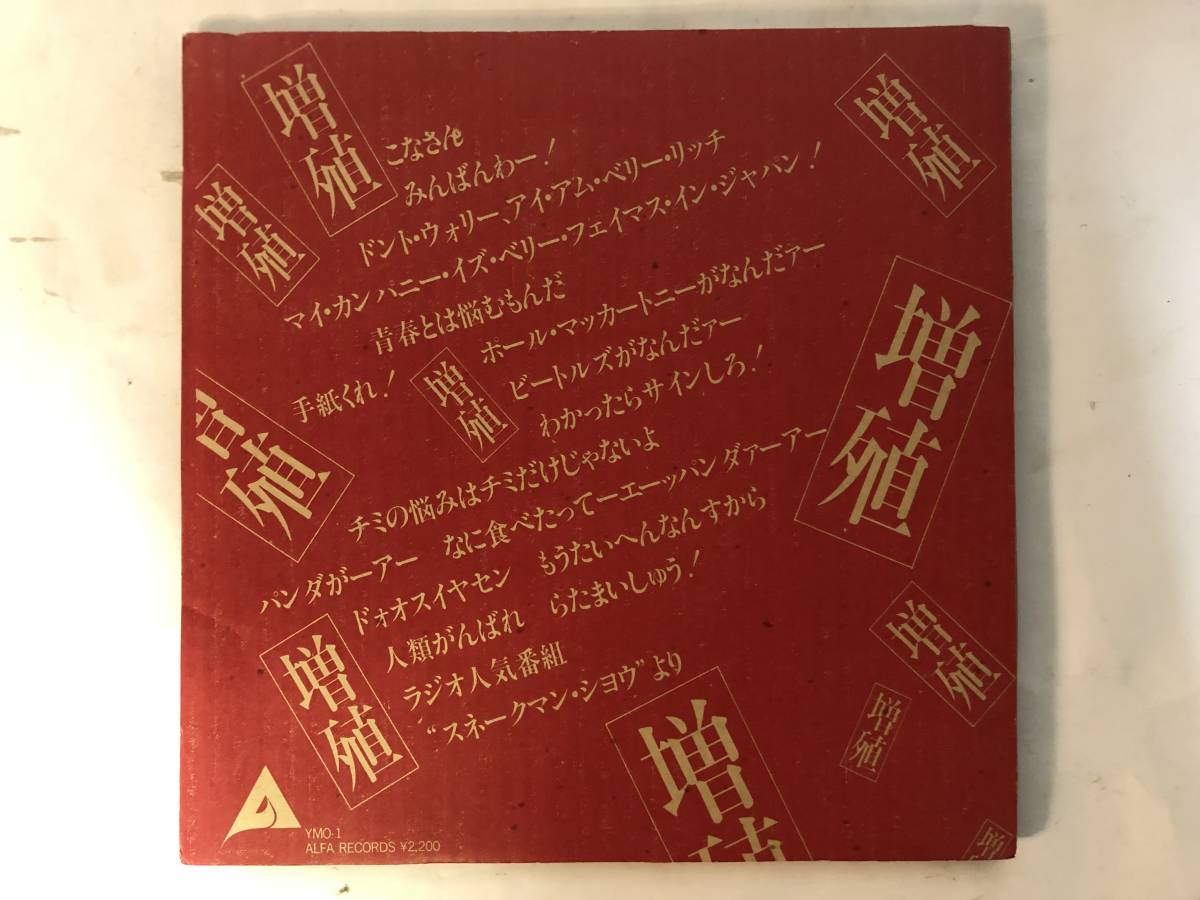 増殖
増殖
増殖
こなさん
みんばんわー!
ドント・ウォリー、アイ・アム・ベリー・リッチ
マイ・カンパニー・イズ・ベリー・フェイマス・イン・ジャパン!
青春とは悩むもんだ
手紙くれ!
増殖
ポール・マッカートニーがなんだァー
ビートルズがなんだァー
わかったらサインしろ!
増殖
殖
チミの悩みはチミだけじゃないよ
パンダがーアー なに食べたってーエーッパンダァーアー
ドォオスイヤセン もうたいへんなんすから
人類がんばれ らたまいしゅう!
ラジオ人気番組
“スネークマン・ショウ”より
増殖
増殖
増殖
増殖
増
YMO-1
ALFA RECORDS ¥2,200